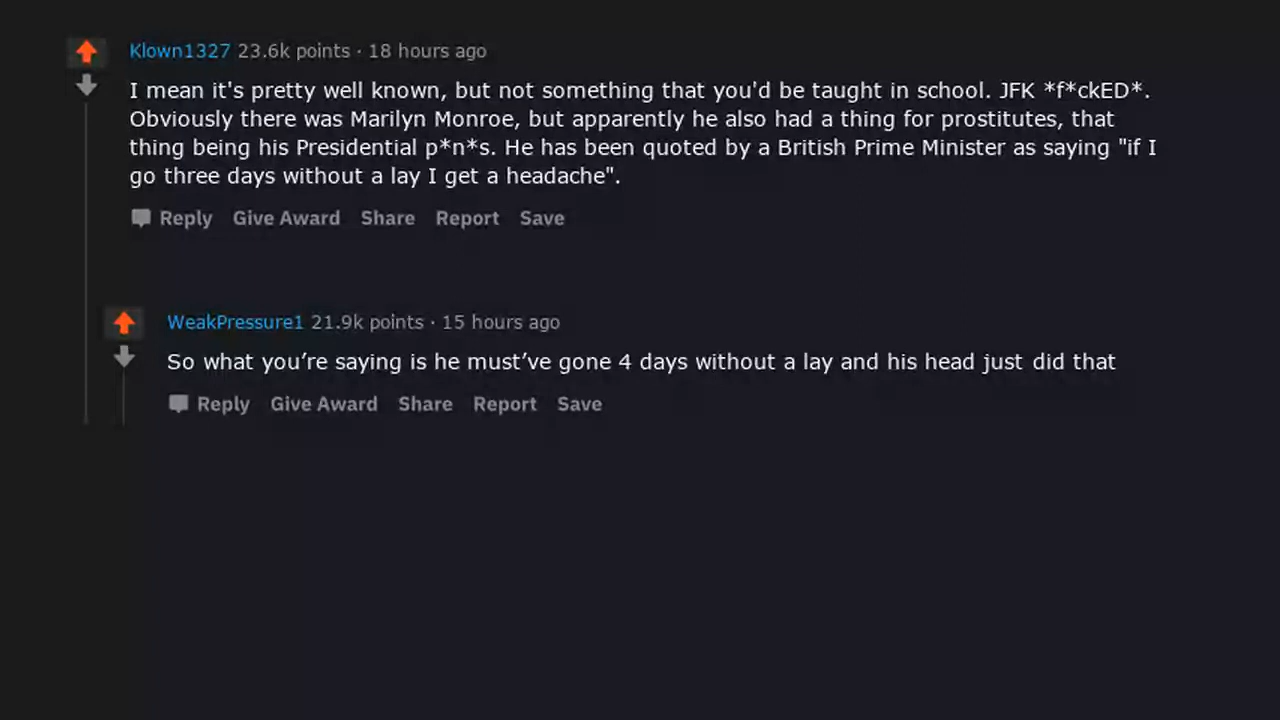 Klown1327 23.6k points · 18 hours ago
I mean it's pretty well known, but not something that you'd be taught in school. JFK *f*ckED*.
Obviously there was Marilyn Monroe, but apparently he also had a thing for prostitutes, that
thing being his Presidential p*n*s. He has been quoted by a British Prime Minister as saying "if I
go three days without a lay I get a headache".
Reply Give Award Share Report Save
WeakPressure1 21.9k points · 15 hours ago
So what you’re saying is he must’ve gone 4 days without a lay and his head just did that
Reply Give Award Share Report Save